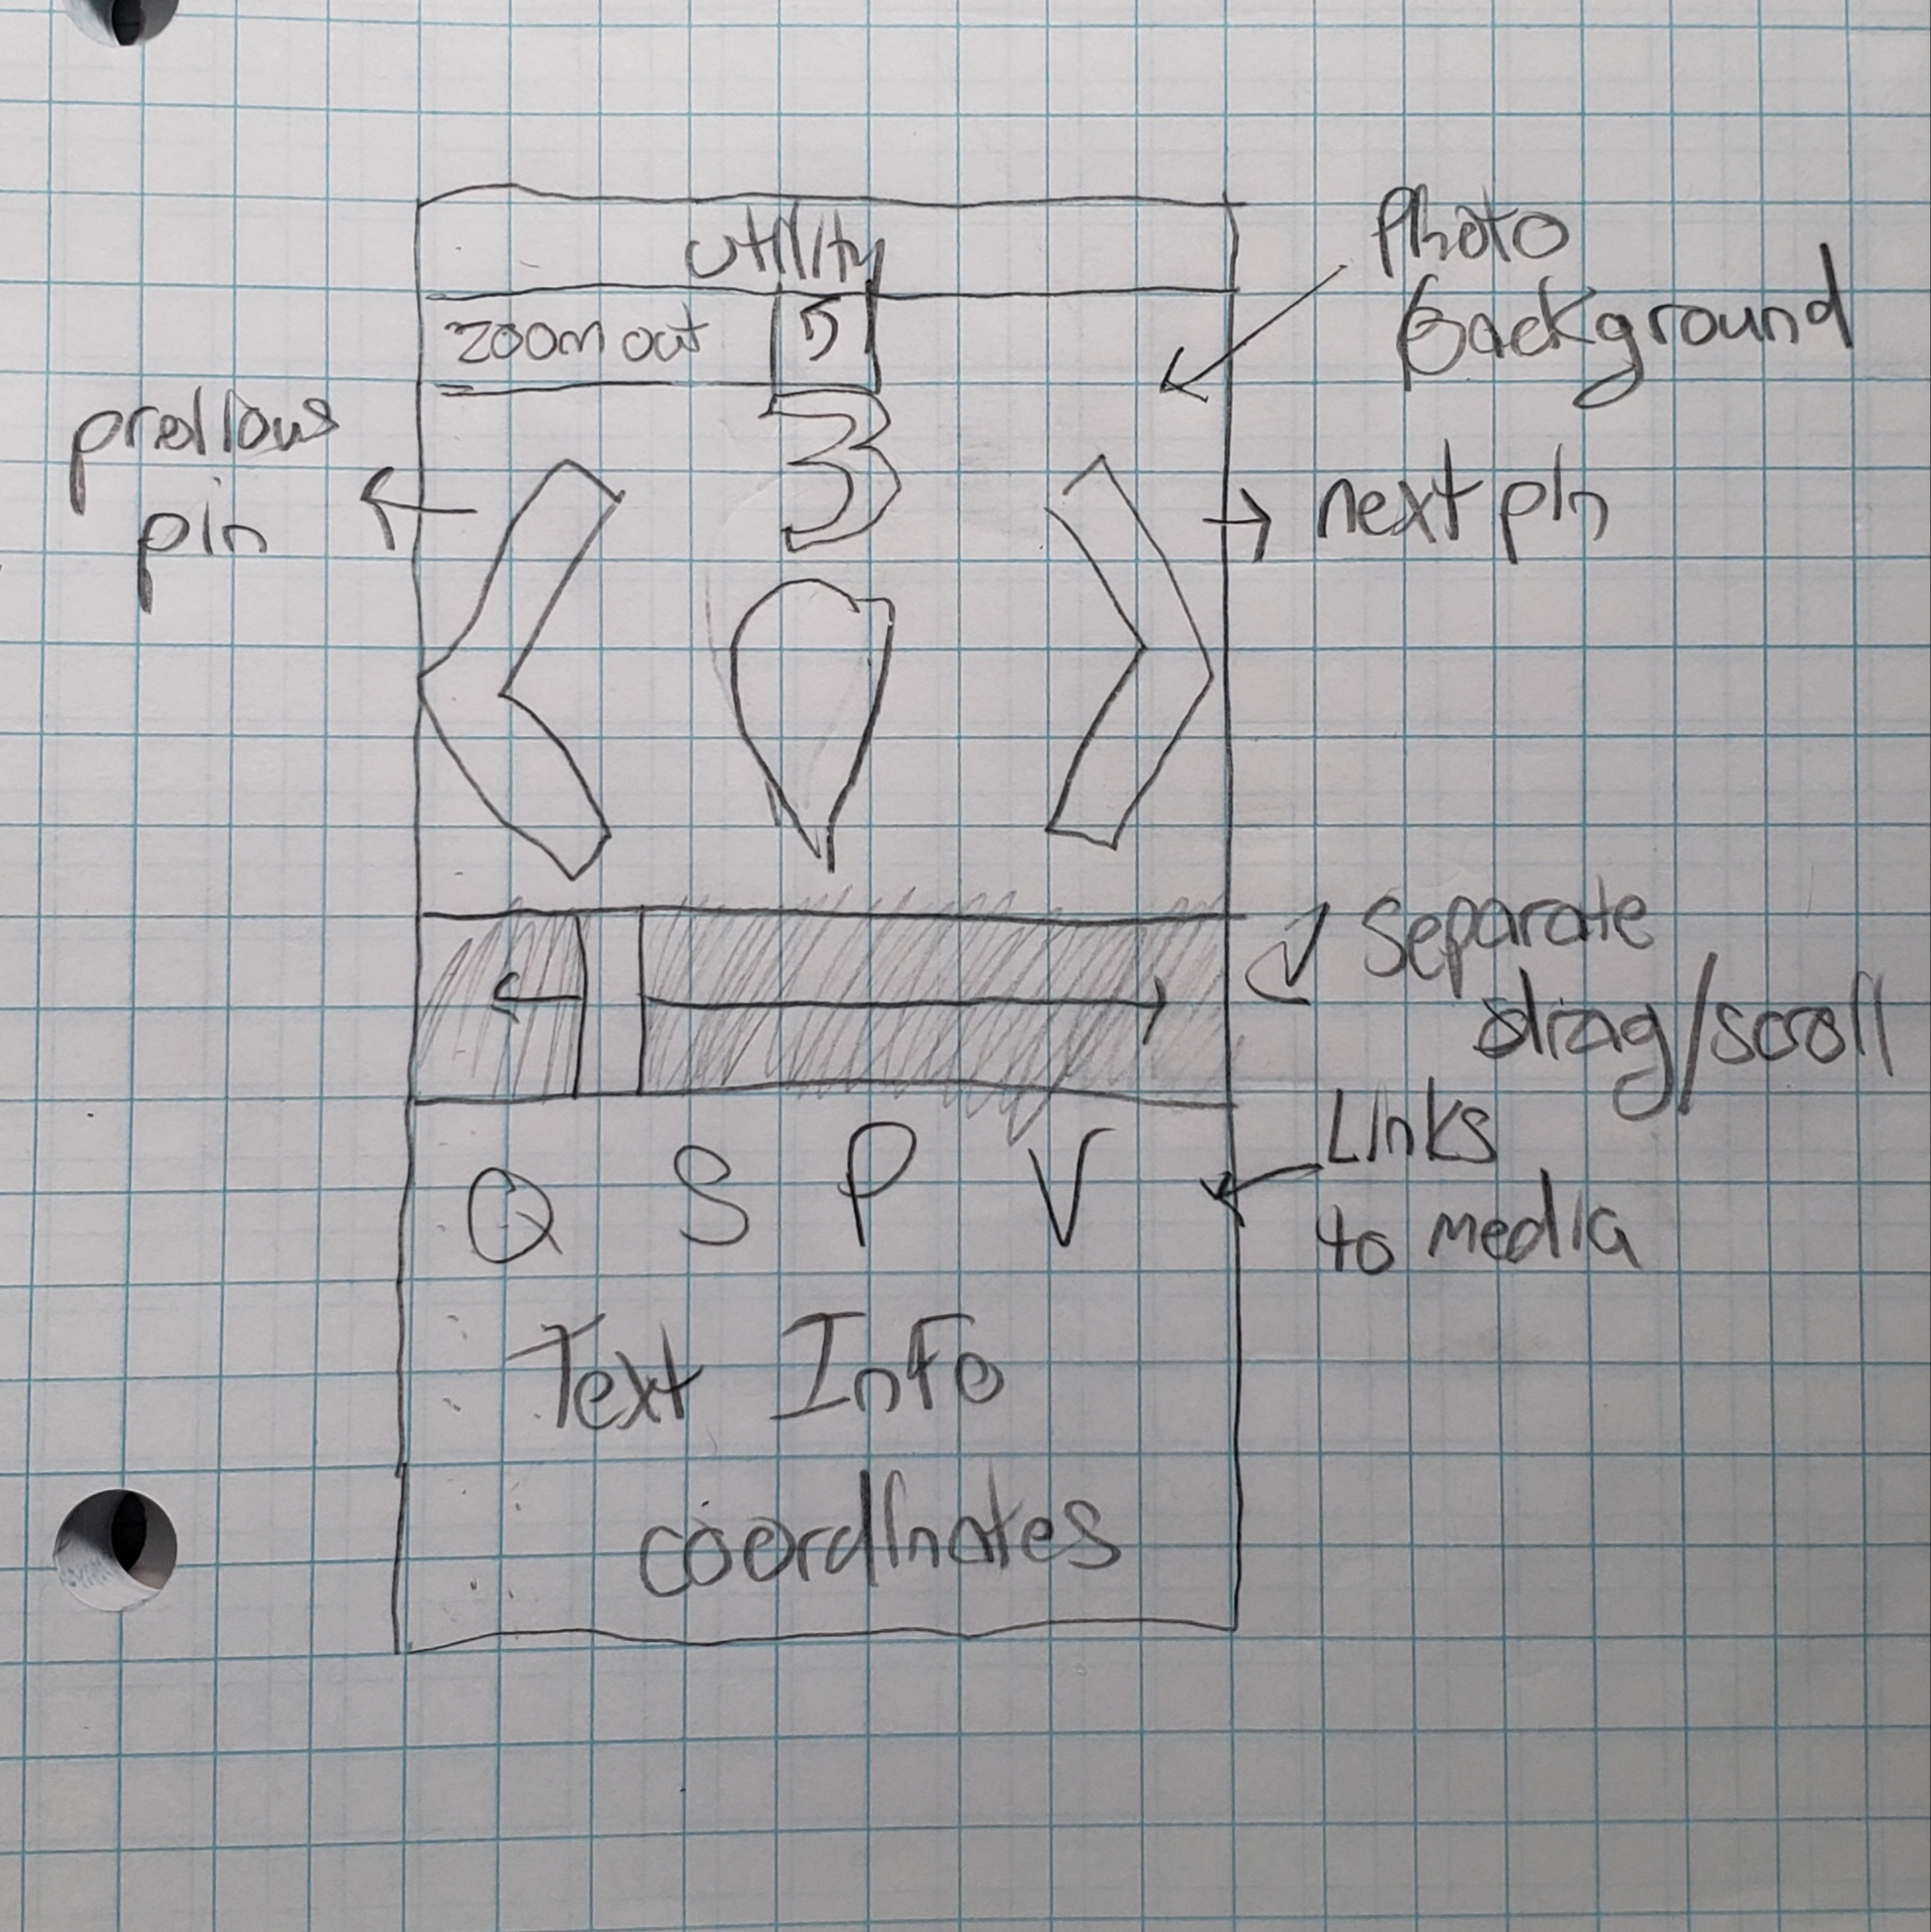 utility
zoom out 5
Photo
Background
3
previous
pin
next pin
separate
drag/scroll
Links
to media
Q S P V
Text Info
coordinates